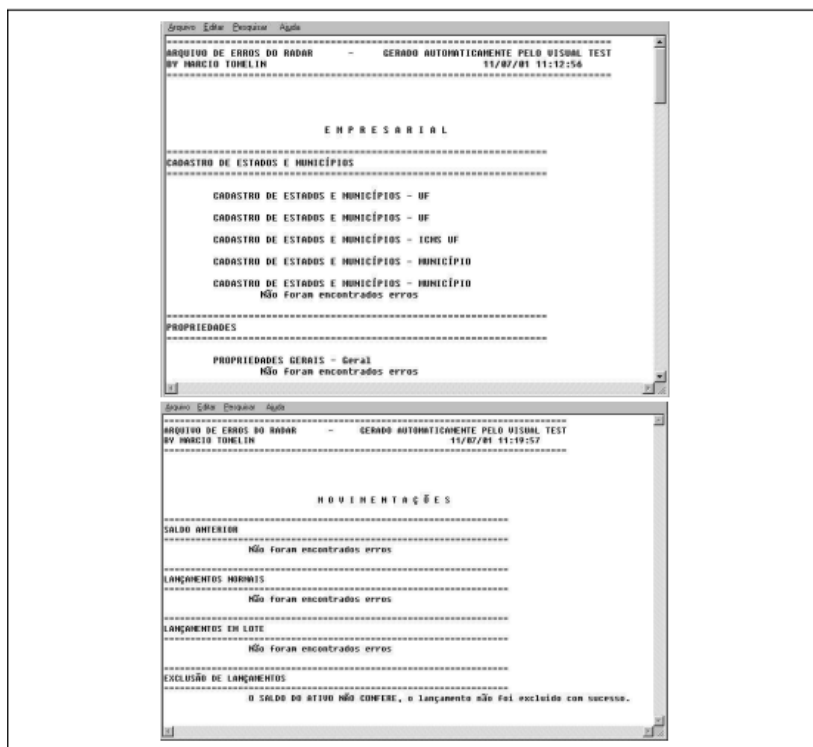 Arquivo Editar Pesquisar Ajuda
ARQUIVO DE ERROS DO RADAR - GERADO AUTOMATICAMENTE PELO VISUAL TEST
BY MARCIO TOMELIN 11/07/01 11:12:56
E M P R E S A R I A L
CADASTRO DE ESTADOS E MUNICÍPIOS
CADASTRO DE ESTADOS E MUNICÍPIOS - UF
CADASTRO DE ESTADOS E MUNICÍPIOS - UF
CADASTRO DE ESTADOS E MUNICÍPIOS - ICMS UF
CADASTRO DE ESTADOS E MUNICÍPIOS - MUNICÍPIO
CADASTRO DE ESTADOS E MUNICÍPIOS - MUNICÍPIO
Não foram encontrados erros
PROPRIEDADES
PROPRIEDADES GERAIS - Geral
Não foram encontrados erros
Arquivo Editar Pesquisar Ajuda
ARQUIVO DE ERROS DO RADAR - GERADO AUTOMATICAMENTE PELO VISUAL TEST
BY MARCIO TOMELIN 11/07/01 11:19:57
M O V I M E N T A Ç Õ E S
SALDO ANTERIOR
Não foram encontrados erros
LANÇAMENTOS NORMAIS
Não foram encontrados erros
LANÇAMENTOS EM LOTE
Não foram encontrados erros
EXCLUSÃO DE LANÇAMENTOS
O SALDO DO ATIVO NÃO CONFERE, o lançamento não foi excluído com sucesso.